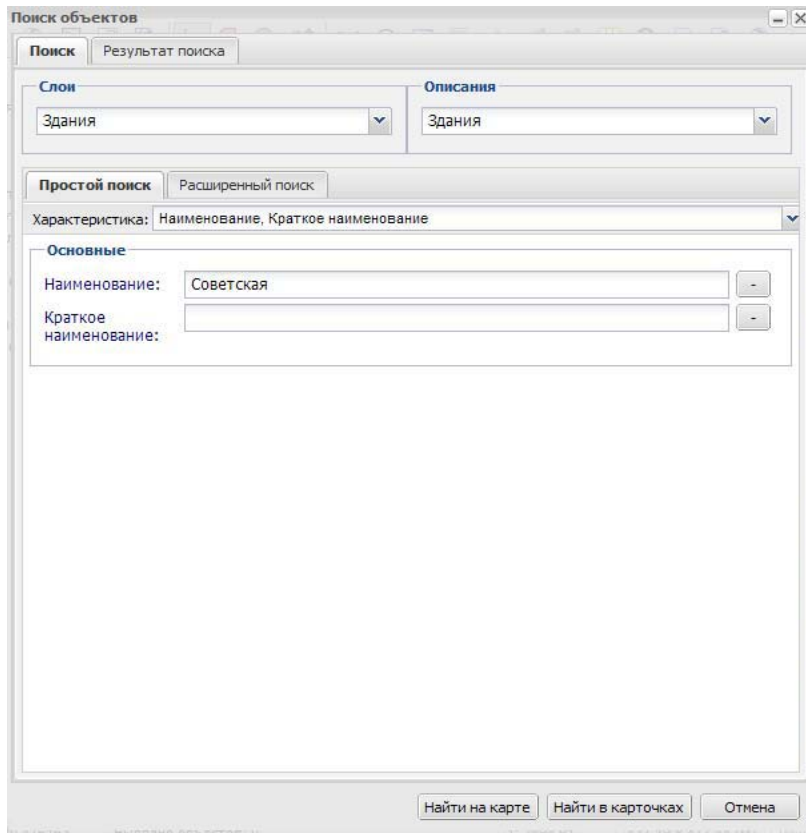 Поиск объектов
Поиск Результат поиска
Слои Описания
Здания Здания
Простой поиск Расширенный поиск
Характеристика: Наименование, Краткое наименование
Основные
Наименование: Советская -
Краткое -
наименование:
Найти на карте Найти в карточках Отмена